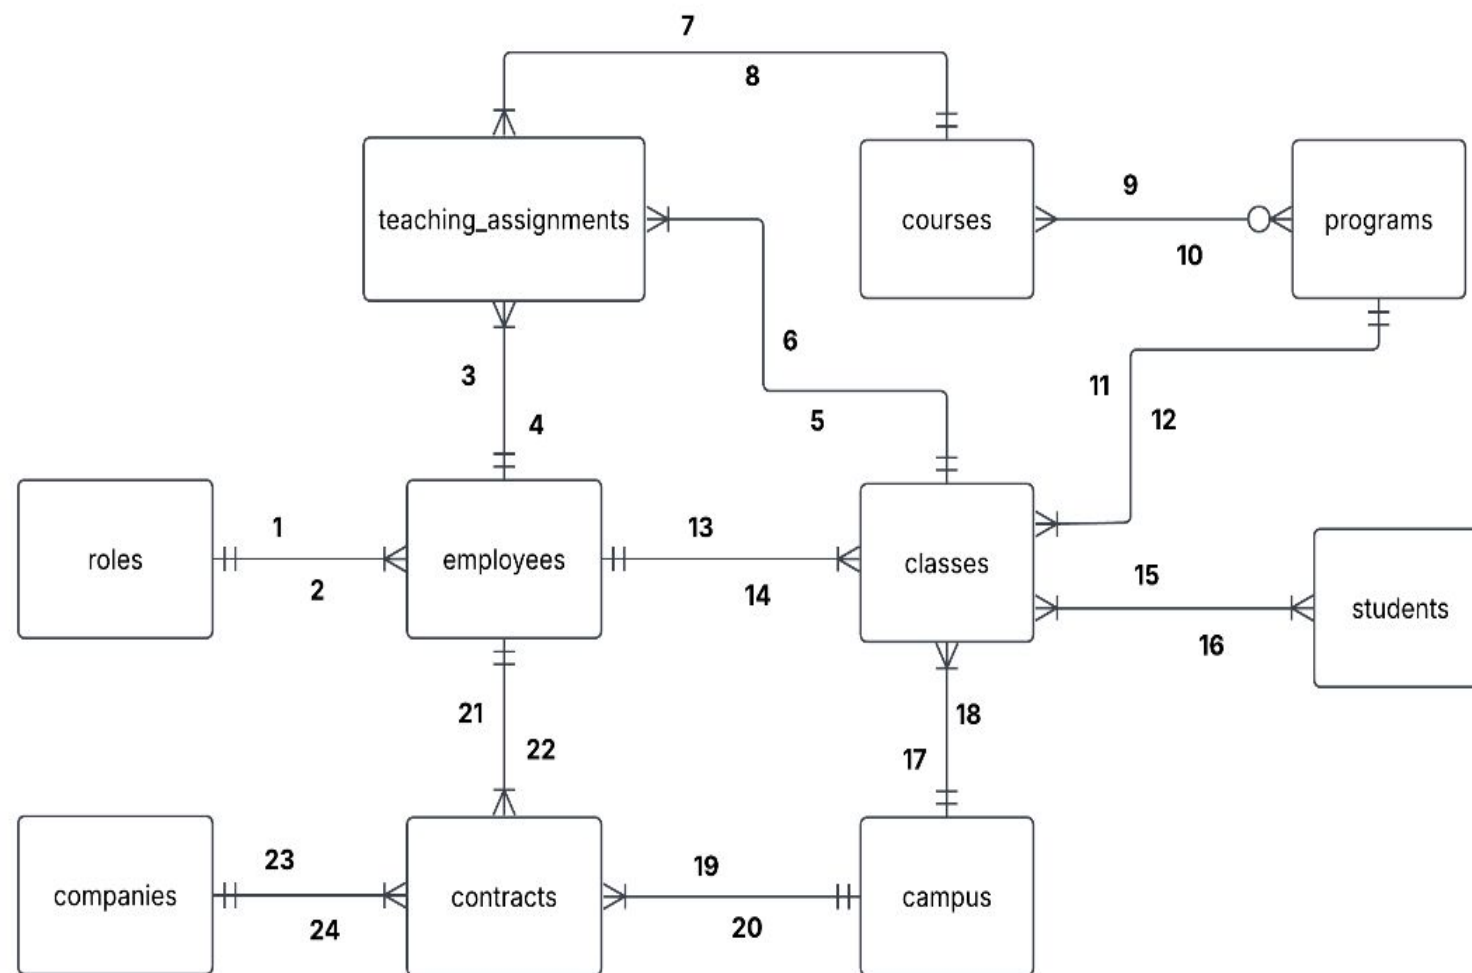 7
8
teaching_assignments
courses
9
10
programs
6
5
11
12
3
4
roles
1
2
employees
13
14
classes
15
16
students
21
22
18
17
companies
23
24
contracts
19
20
campus